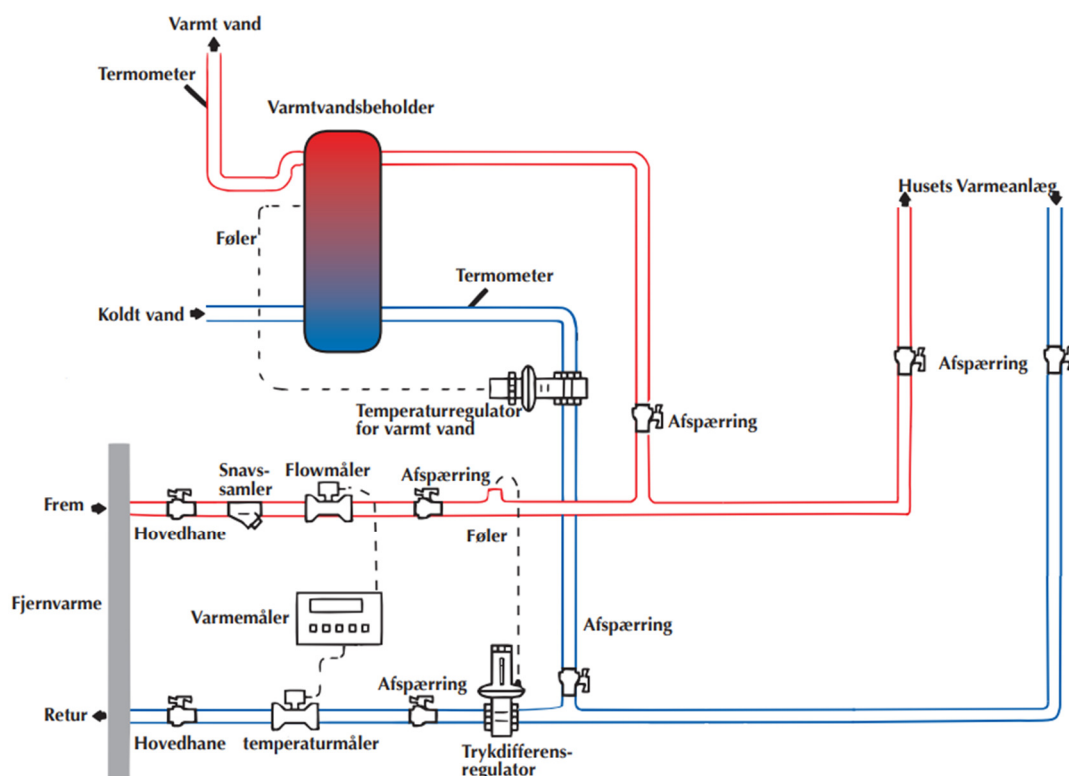 Varmt vand
Termometer
Varmtvandsbeholder
Husets Varmeanlæg
Føler
Termometer
Koldt vand
Afspærring
Temperaturregulator
for varmt vand
Afspærring
Snavs-
samler
Flowmåler
Afspærring
Frem
Hovedhane
Føler
Fjernvarme
Varmemåler
Afspærring
Afspærring
Retur
Hovedhane
temperaturmåler
Trykdifferens-
regulator